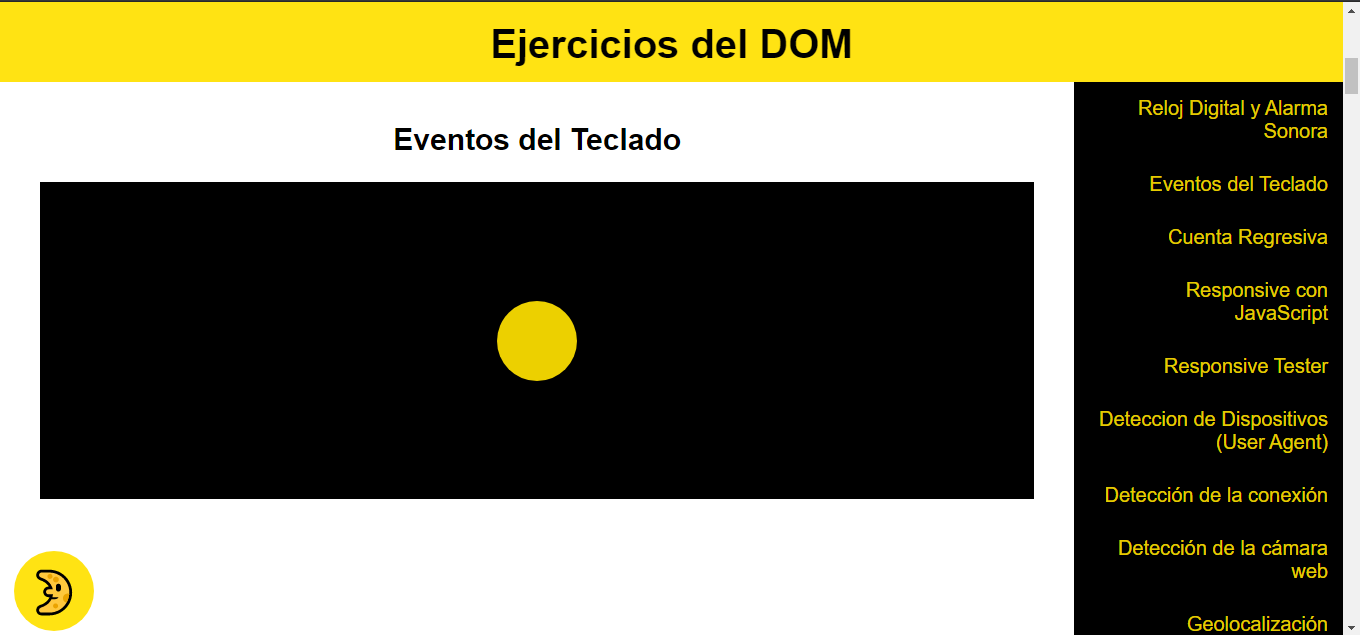 Ejercicios del DOM
Eventos del Teclado
Reloj Digital y Alarma
Sonora
Eventos del Teclado
Cuenta Regresiva
Responsive con
JavaScript
Responsive Tester
Deteccion de Dispositivos
(User Agent)
Detección de la conexión
Detección de la cámara
web
Geolocalización